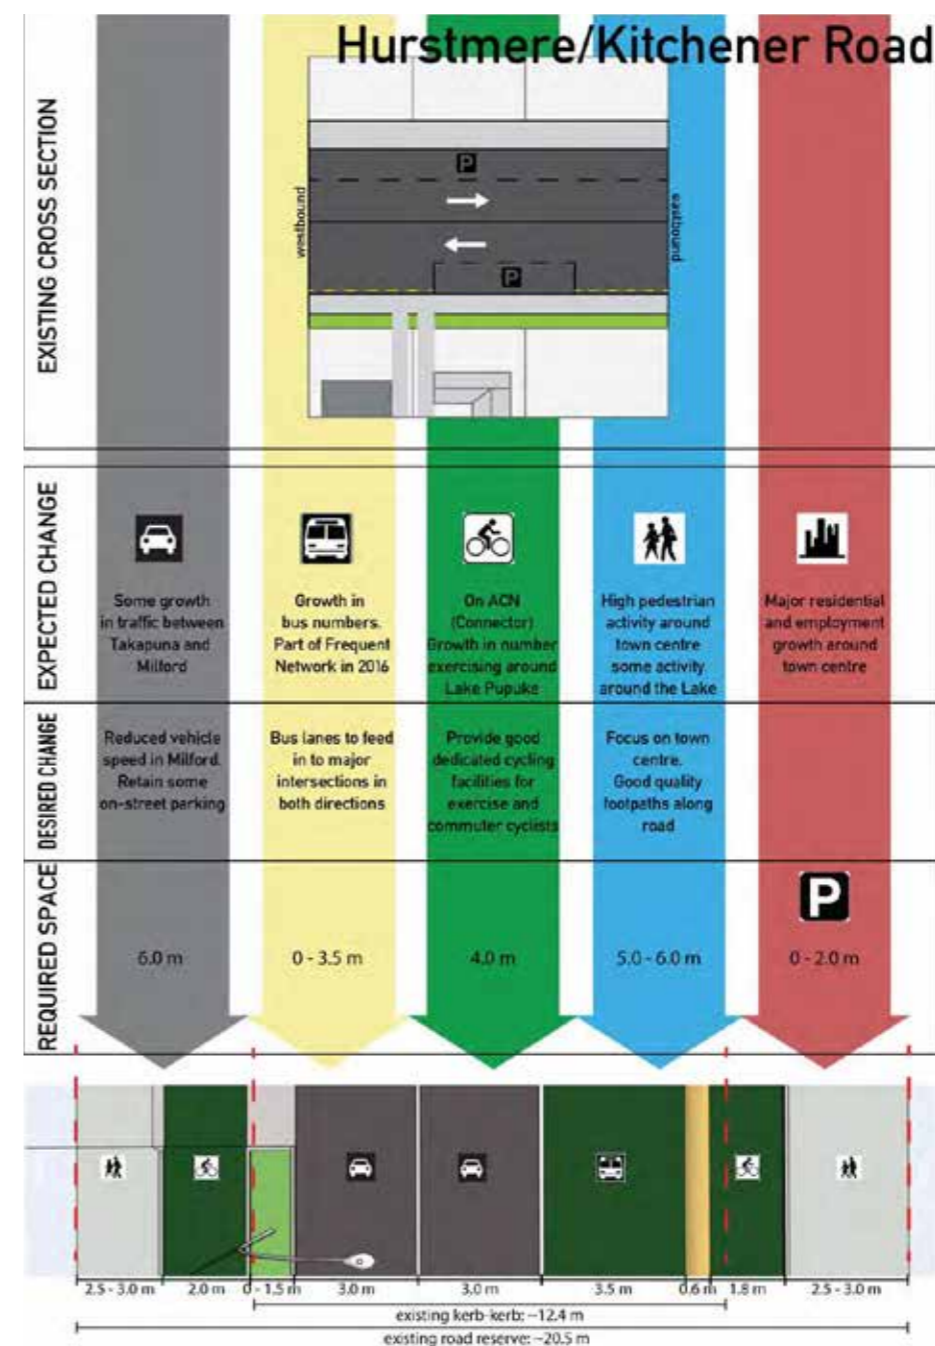 Hurstmere/Kitchener Road
EXISTING CROSS SECTION
westbound
P
P
eastbound
EXPECTED CHANGE
Some growth
in traffic between
Takapuna and
Milford
Growth in
bus numbers.
Part of Frequent
Network in 2016
On ACN
(Connector)
Growth in number
exercising around
Lake Pupuke
High pedestrian
activity around
town centre
some activity
around the Lake
Major residential
and employment
growth around
town centre
DESIRED CHANGE
Reduced vehicle
speed in Milford.
Retain some
on-street parking
Bus lanes to feed
in to major
intersections in
both directions
Provide good
dedicated cycling
facilities for
exercise and
commuter cyclists
Focus on town
centre.
Good quality
footpaths along
road
REQUIRED SPACE
6.0 m
0 - 3.5 m
4.0 m
5.0 - 6.0 m
P
0 - 2.0 m
2.5 - 3.0 m 2.0 m 0 - 1.5 m 3.0 m 3.0 m 3.5 m 0.6 m 1.8 m 2.5 - 3.0 m
existing kerb-kerb: ~12.4 m
existing road reserve: ~20.5 m